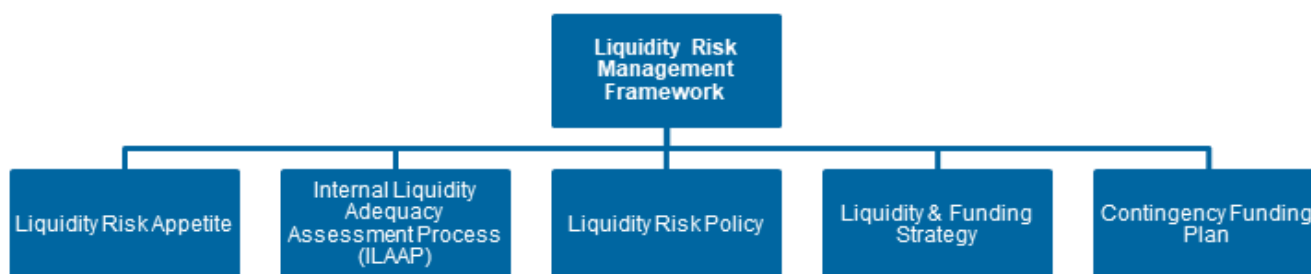 Liquidity Risk
Management
Framework
Liquidity Risk Appetite
Internal Liquidity
Adequacy
Assessment Process
(ILAAP)
Liquidity Risk Policy
Liquidity & Funding
Strategy
Contingency Funding
Plan